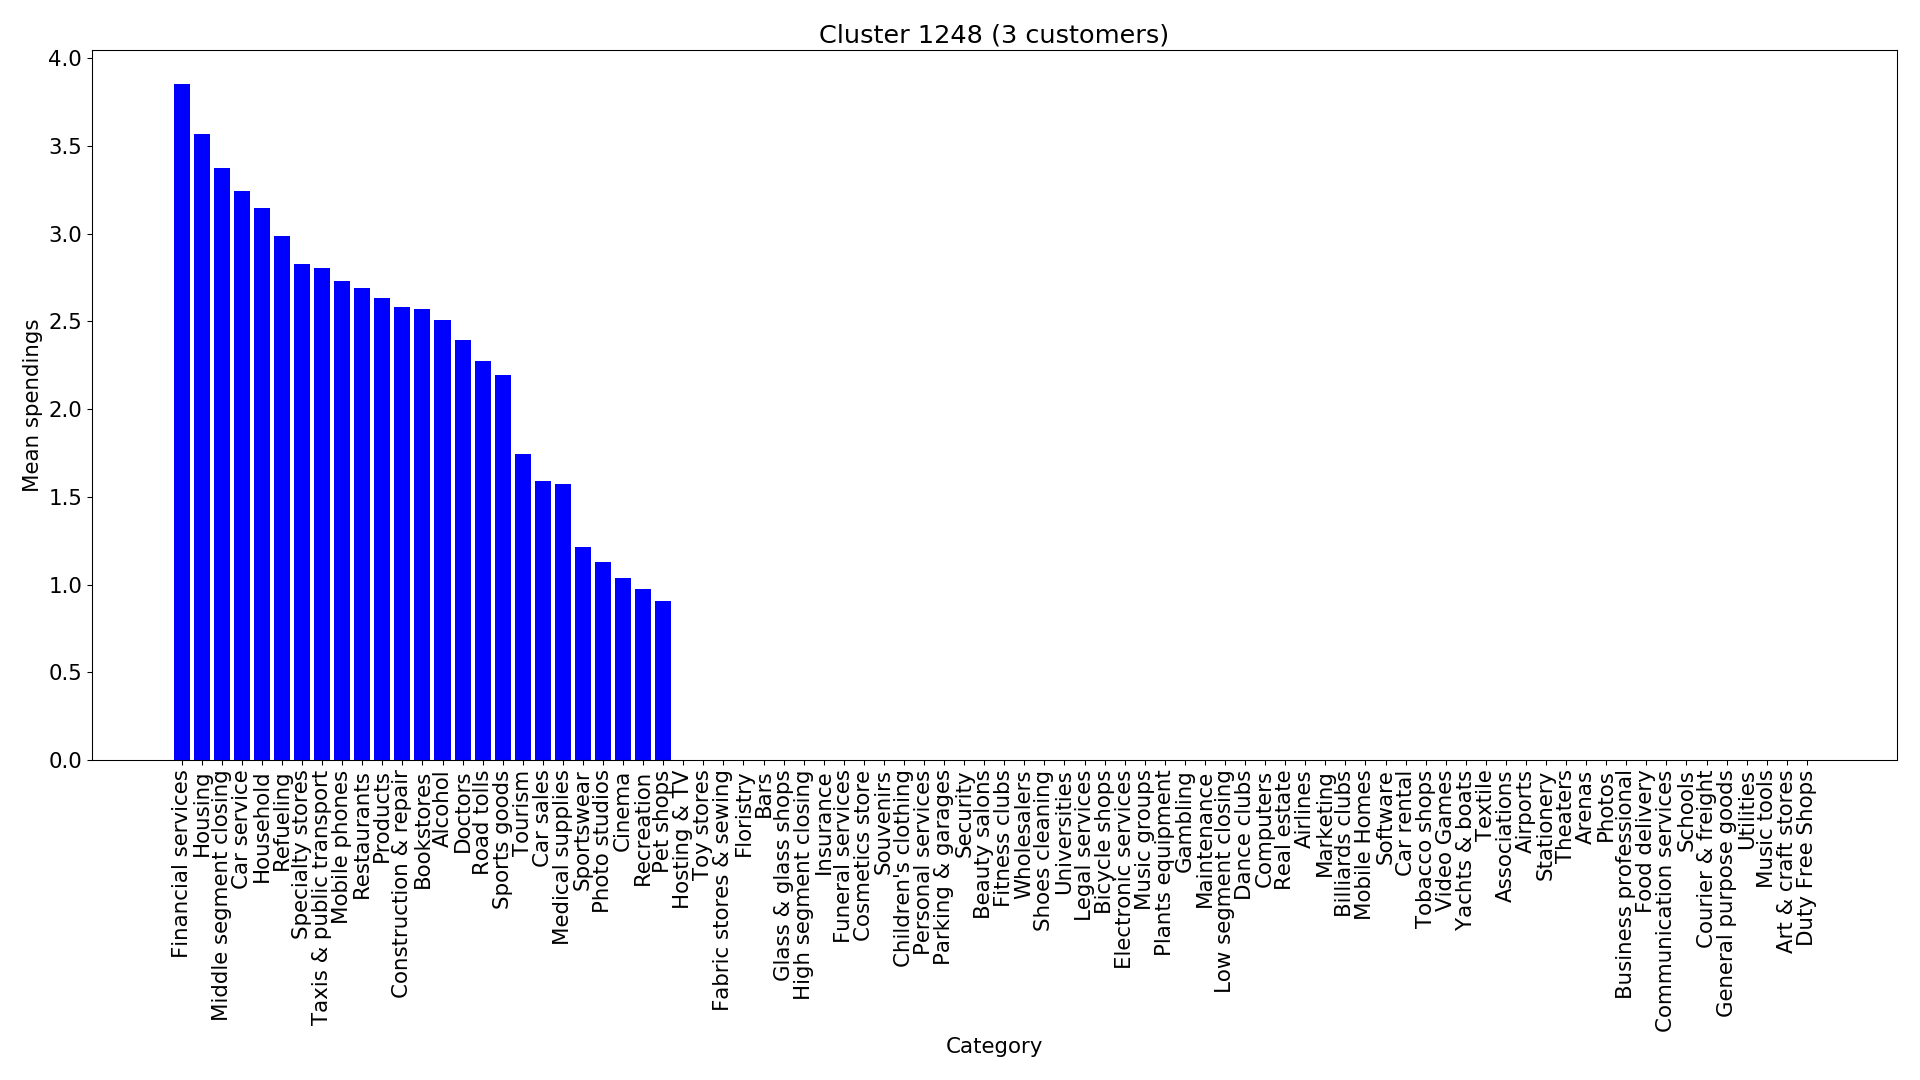 Cluster 1248 (3 customers)
4.0
3.5
3.0
2.5
2.0
1.5
1.0
0.5
0.0
Mean spendings
Financial services
Housing
Middle segment closing
Car service
Household
Refueling
Specialty stores
Taxis & public transport
Mobile phones
Restaurants
Products
Construction & repair
Bookstores
Alcohol
Doctors
Road tolls
Sports goods
Tourism
Car sales
Medical supplies
Sportswear
Photo studios
Cinema
Recreation
Pet shops
Hosting & TV
Toy stores
Fabric stores & sewing
Floristry
Bars
Glass & glass shops
High segment closing
Insurance
Funeral services
Cosmetics store
Souvenirs
Children's clothing
Personal services
Parking & garages
Security
Beauty salons
Fitness clubs
Wholesalers
Shoes cleaning
Universities
Legal services
Bicycle shops
Electronic services
Music groups
Plants equipment
Gambling
Maintenance
Low segment closing
Dance clubs
Computers
Real estate
Airlines
Marketing
Billiards clubs
Mobile Homes
Software
Car rental
Tobacco shops
Video Games
Yachts & boats
Textile
Associations
Airports
Stationery
Theaters
Arenas
Photos
Business professional
Food delivery
Communication services
Schools
Courier & freight
General purpose goods
Utilities
Music tools
Art & craft stores
Duty Free Shops
Category